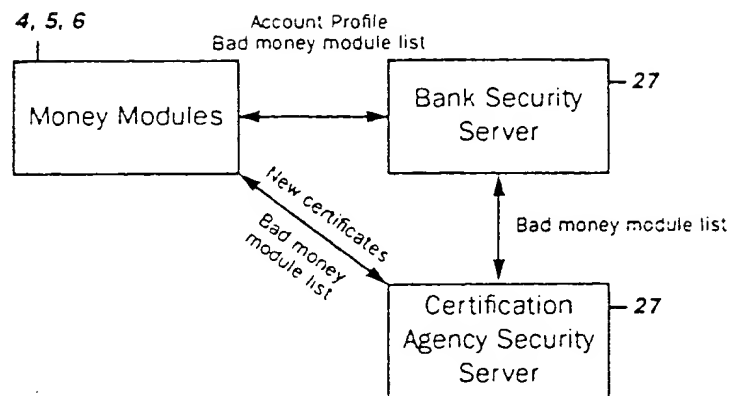 4, 5, 6
Account Profile
Bad money module list
Money Modules
Bank Security
Server
27
New certificates
Bad money
module list
Bad money module list
Certification
Agency Security
Server
27